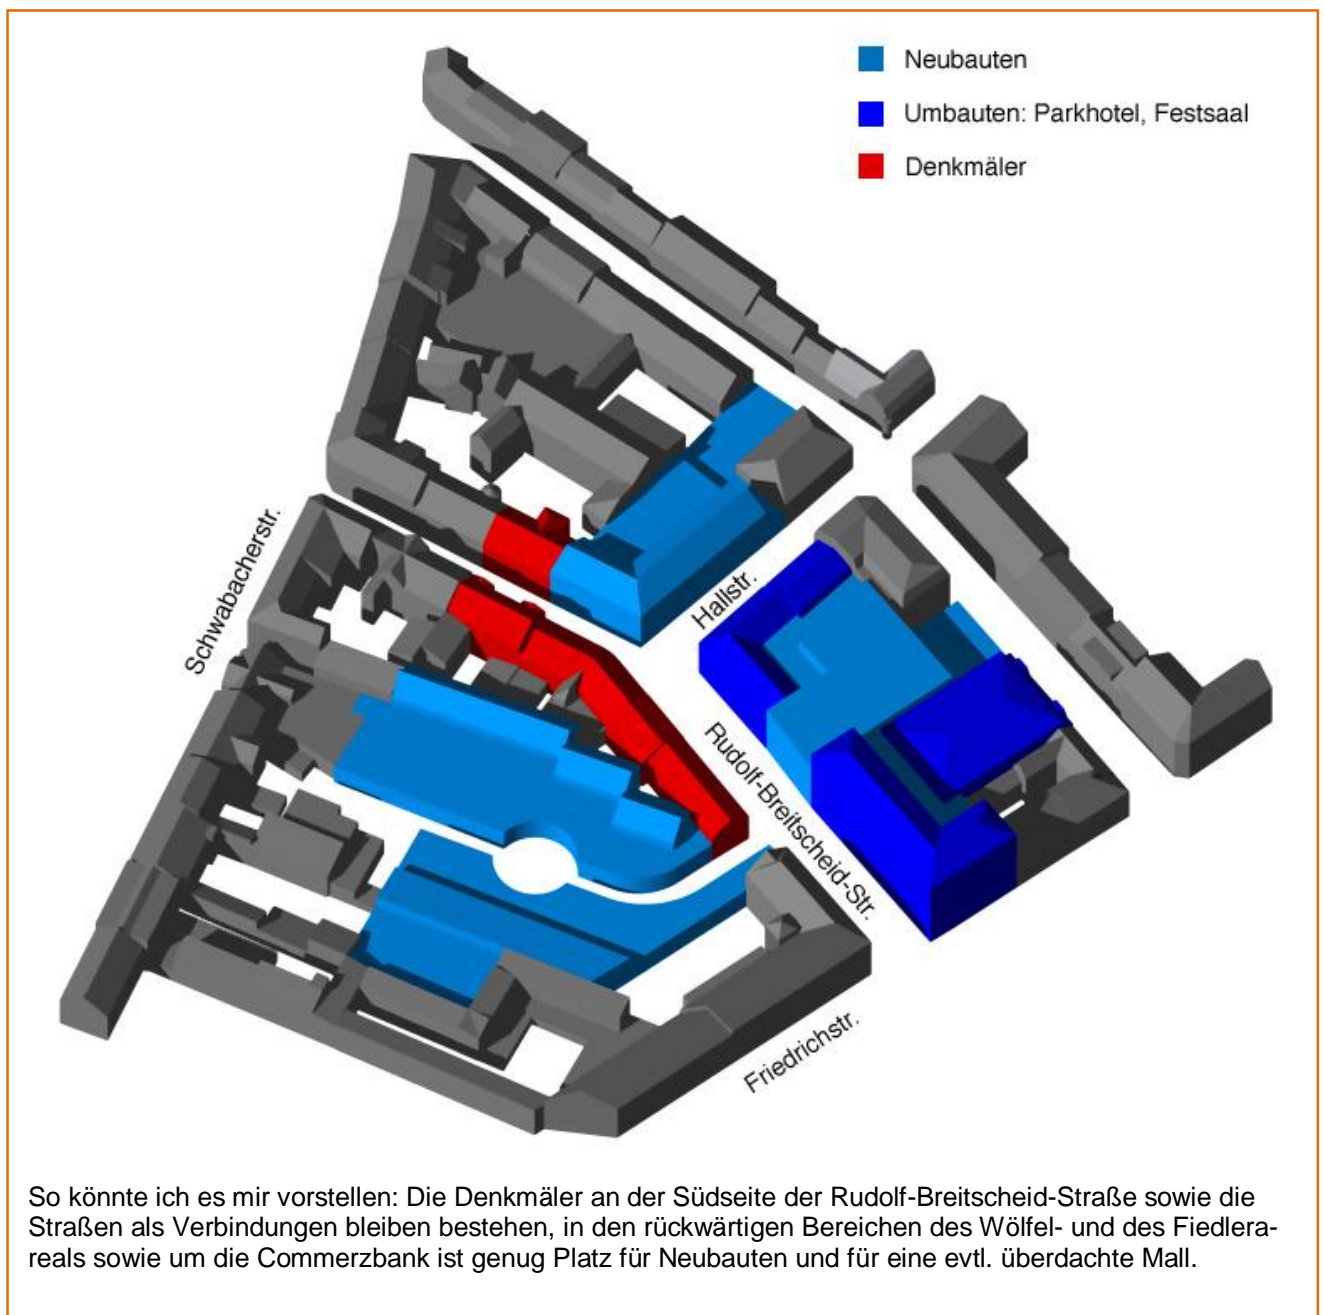 Neubauten
Umbauten: Parkhotel, Festsaal
Denkmäler
Schwabacherstr.
Hallstr.
Rudolf-Breitscheid-Str.
Friedrichstr.
So könnte ich es mir vorstellen: Die Denkmäler an der Südseite der Rudolf-Breitscheid-Straße sowie die
Straßen als Verbindungen bleiben bestehen, in den rückwärtigen Bereichen des Wölfel- und des Fiedlera-
reals sowie um die Commerzbank ist genug Platz für Neubauten und für eine evtl. überdachte Mall.